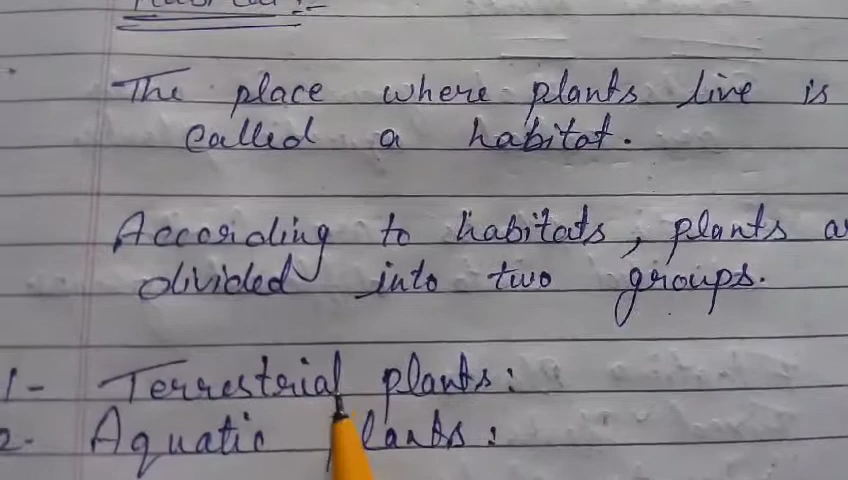 The place where plants live is
called a habitat.
According to habitats, plants a
divided into two groups.
1- Terrestrial plants:
2- Aquatic plants: